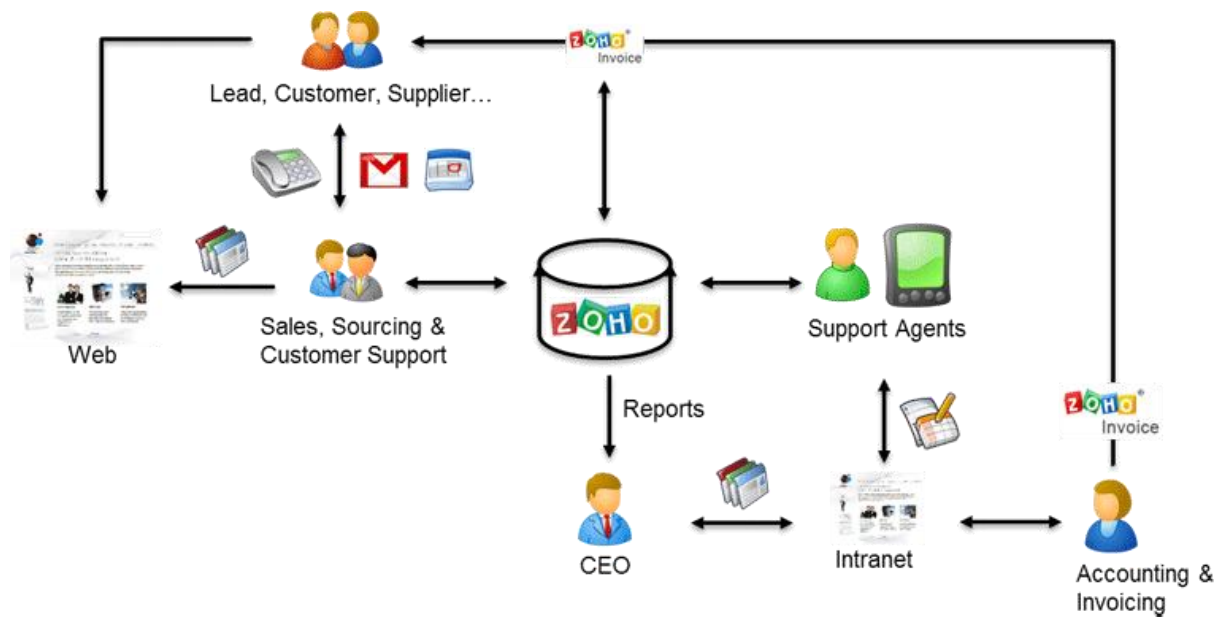 ZOHO
Invoice
Lead, Customer, Supplier...
Web
Sales, Sourcing &
Customer Support
ZOHO
Support Agents
Reports
ZOHO
Invoice
CEO
Intranet
Accounting &
Invoicing